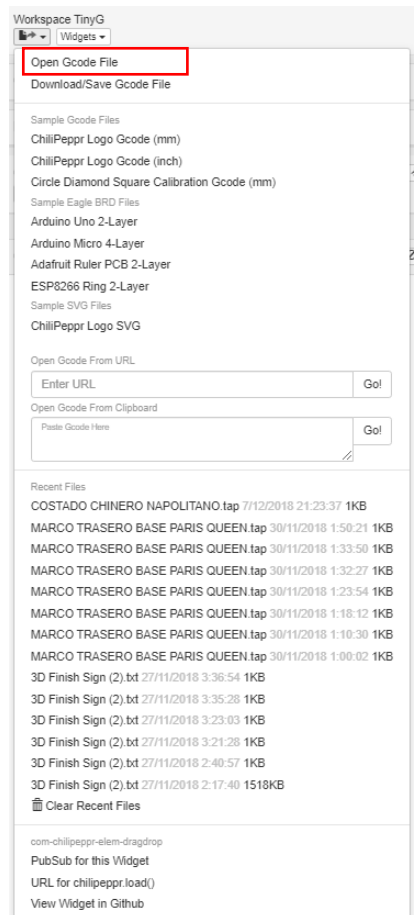 Workspace TinyG
Widgets
Open Gcode File
Download/Save Gcode File
Sample Gcode Files
ChiliPeppr Logo Gcode (mm)
ChiliPeppr Logo Gcode (inch)
Circle Diamond Square Calibration Gcode (mm)
Sample Eagle BRD Files
Arduino Uno 2-Layer
Arduino Micro 4-Layer
Adafruit Ruler PCB 2-Layer
ESP8266 Ring 2-Layer
Sample SVG Files
ChiliPeppr Logo SVG
Open Gcode From URL
Enter URL Go!
Open Gcode From Clipboard
Paste Gcode Here Go!
Recent Files
COSTADO CHINERO NAPOLITANO.tap 7/12/2018 21:23:37 1KB
MARCO TRASERO BASE PARIS QUEEN.tap 30/11/2018 1:50:21 1KB
MARCO TRASERO BASE PARIS QUEEN.tap 30/11/2018 1:33:50 1KB
MARCO TRASERO BASE PARIS QUEEN.tap 30/11/2018 1:32:27 1KB
MARCO TRASERO BASE PARIS QUEEN.tap 30/11/2018 1:23:54 1KB
MARCO TRASERO BASE PARIS QUEEN.tap 30/11/2018 1:18:12 1KB
MARCO TRASERO BASE PARIS QUEEN.tap 30/11/2018 1:10:30 1KB
MARCO TRASERO BASE PARIS QUEEN.tap 30/11/2018 1:00:02 1KB
3D Finish Sign (2).txt 27/11/2018 3:36:54 1KB
3D Finish Sign (2).txt 27/11/2018 3:35:28 1KB
3D Finish Sign (2).txt 27/11/2018 3:23:03 1KB
3D Finish Sign (2).txt 27/11/2018 3:21:28 1KB
3D Finish Sign (2).txt 27/11/2018 2:40:57 1KB
3D Finish Sign (2).txt 27/11/2018 2:17:40 1518KB
Clear Recent Files
com-chilipeppr-elem-dragdrop
PubSub for this Widget
URL for chilipeppr.load()
View Widget in Github